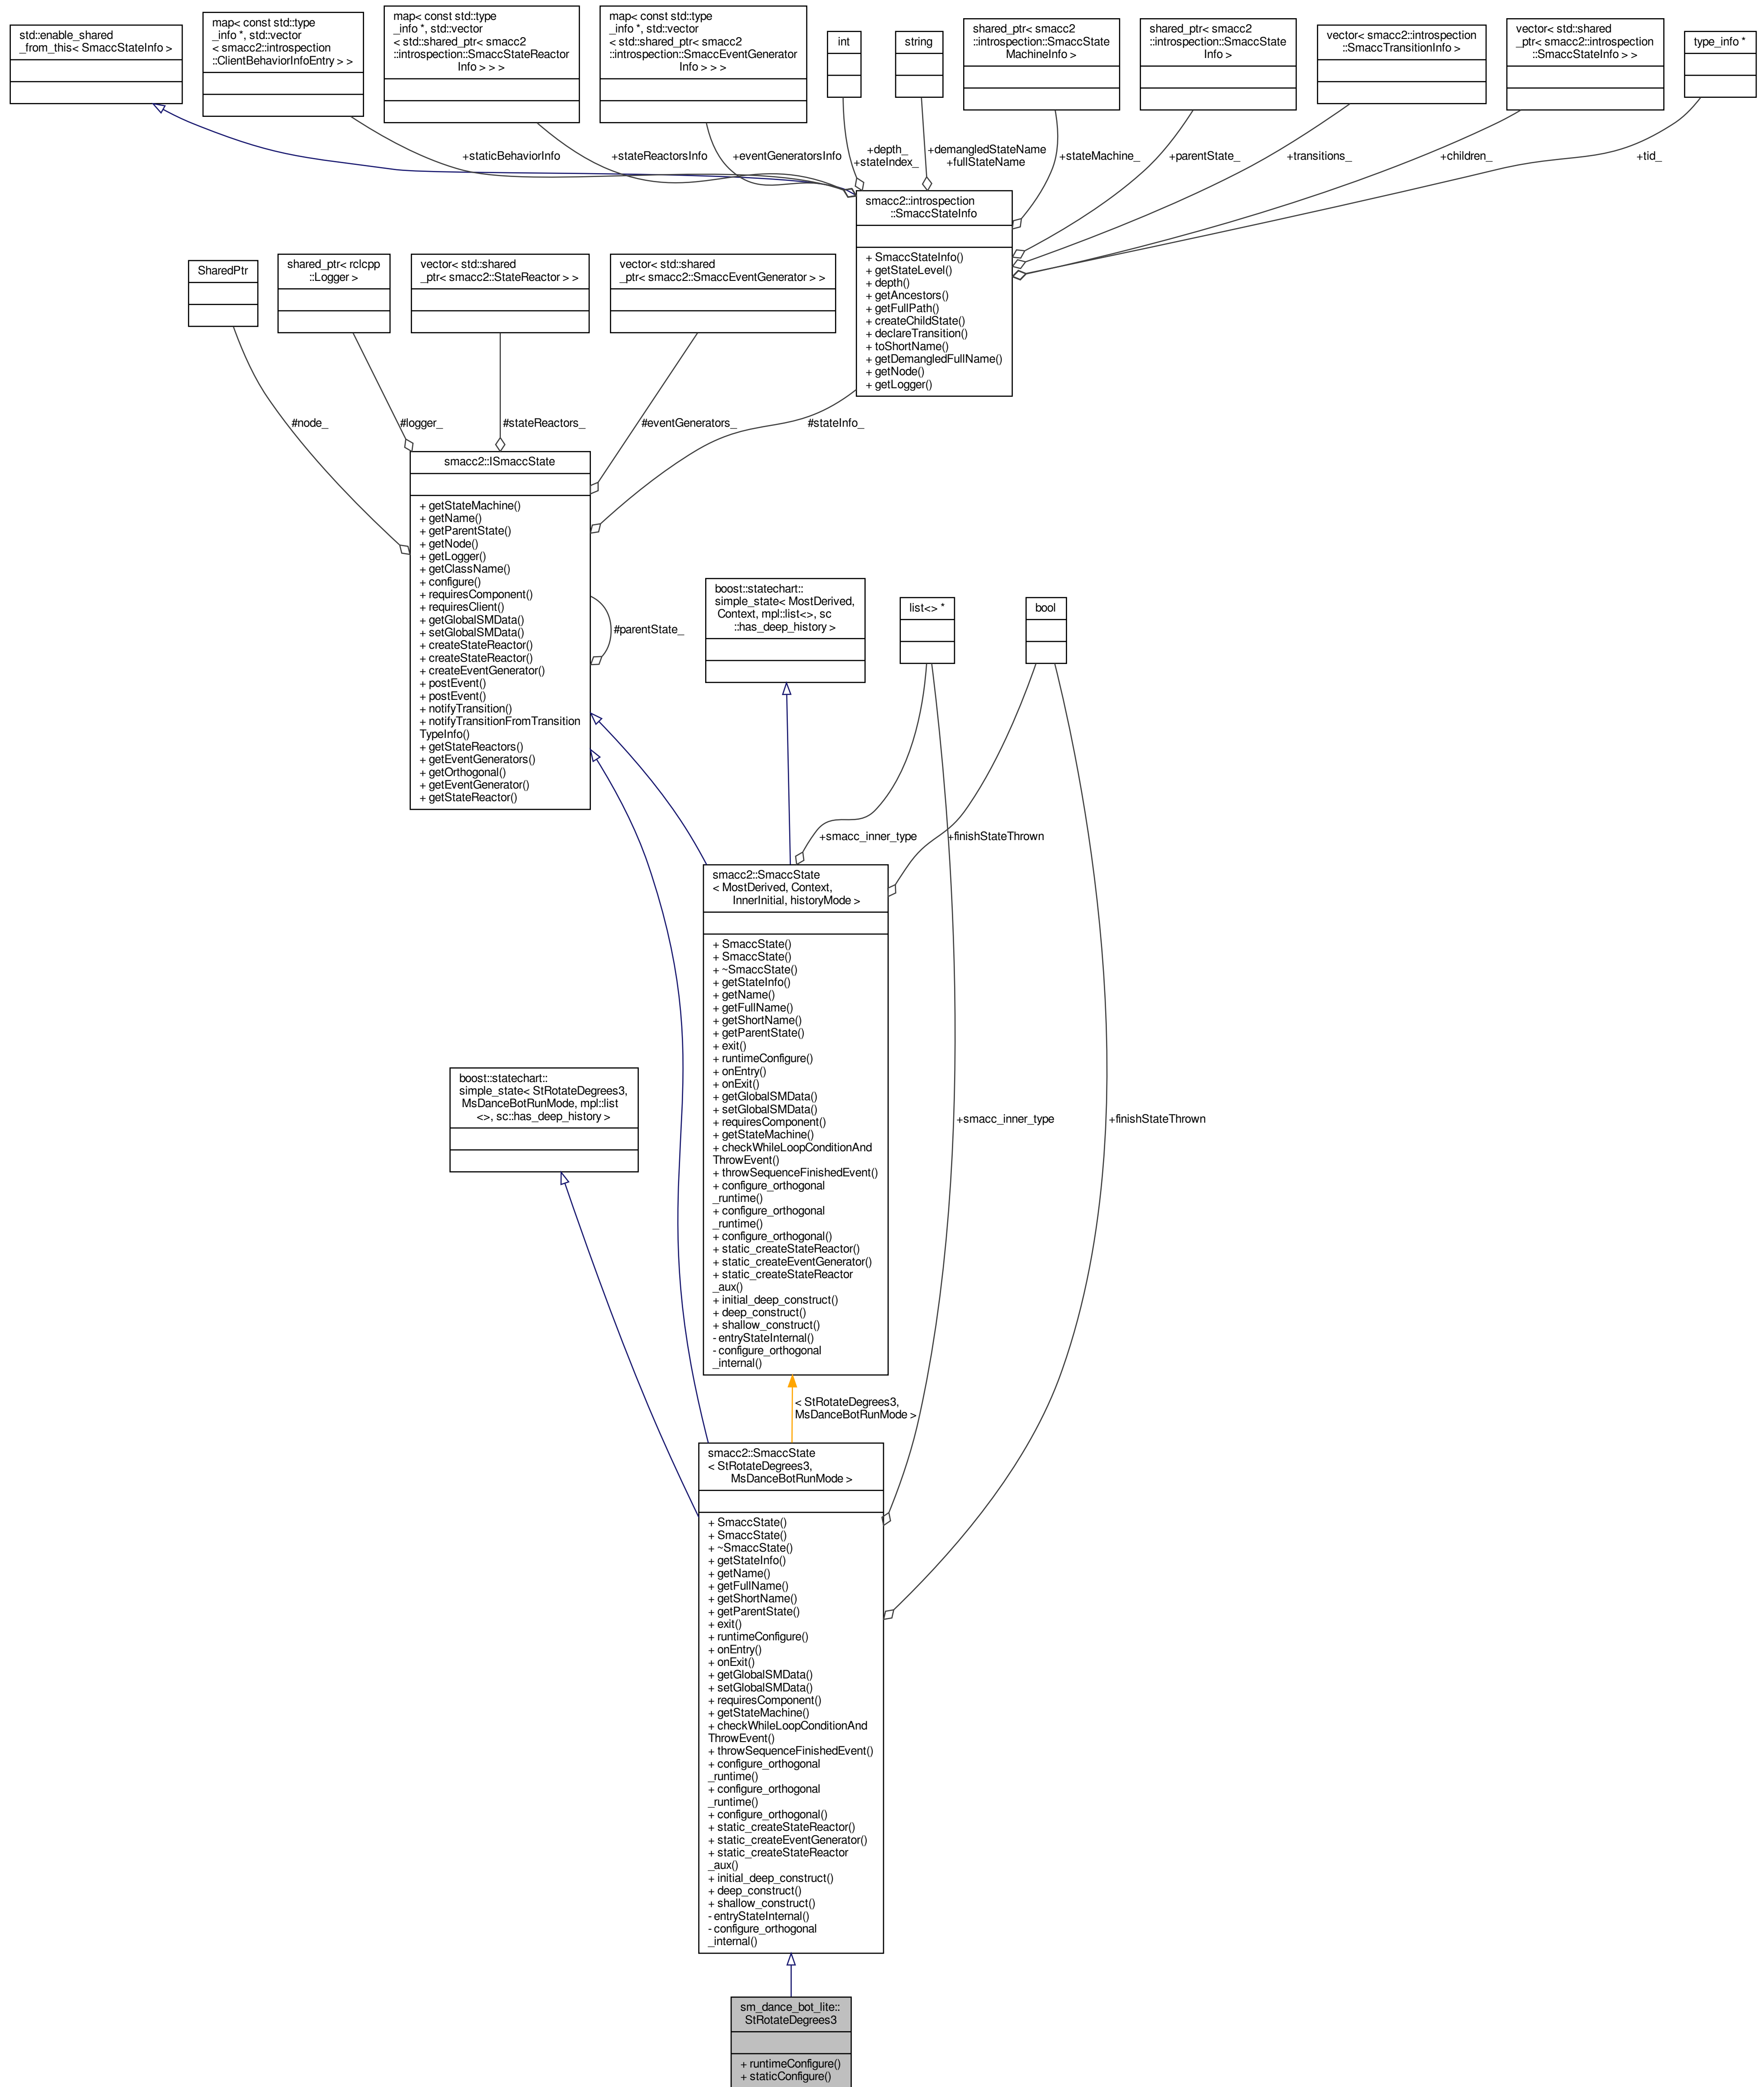 std::enable_shared
_from_this< SmaccStateInfo >
map< const std::type
_info *, std::vector
< smacc2::introspection
::ClientBehaviorInfoEntry > >
map< const std::type
_info *, std::vector
< std::shared_ptr< smacc2
::introspection::SmaccStateReactor
Info > > >
map< const std::type
_info *, std::vector
< std::shared_ptr< smacc2
::introspection::SmaccEventGenerator
Info > > >
int
string
shared_ptr< smacc2
::introspection::SmaccState
MachineInfo >
shared_ptr< smacc2
::introspection::SmaccState
Info >
vector< smacc2::introspection
::SmaccTransitionInfo >
vector< std::shared
_ptr< smacc2::introspection
::SmaccStateInfo > >
type_info *
+staticBehaviorInfo
+stateReactorsInfo
+eventGeneratorsInfo
+depth_
+stateIndex_
+demangledStateName
+fullStateName
+stateMachine_
+parentState_
+transitions_
+children_
+tid_
smacc2::introspection
::SmaccStateInfo
+ SmaccStateInfo()
+ getStateLevel()
+ depth()
+ getAncestors()
+ getFullPath()
+ createChildState()
+ declareTransition()
+ toShortName()
+ getDemangledFullName()
+ getNode()
+ getLogger()
SharedPtr
shared_ptr< rclcpp
::Logger >
vector< std::shared
_ptr< smacc2::StateReactor > >
vector< std::shared
_ptr< smacc2::SmaccEventGenerator > >
#node_
#logger_
#stateReactors_
#eventGenerators_
#stateInfo_
smacc2::ISmaccState
+ getStateMachine()
+ getName()
+ getParentState()
+ getNode()
+ getLogger()
+ getClassName()
+ configure()
+ requiresComponent()
+ requiresClient()
+ getGlobalSMData()
+ setGlobalSMData()
+ createStateReactor()
+ createStateReactor()
+ createEventGenerator()
+ postEvent()
+ postEvent()
+ notifyTransition()
+ notifyTransitionFromTransition
TypeInfo()
+ getStateReactors()
+ getEventGenerators()
+ getOrthogonal()
+ getEventGenerator()
+ getStateReactor()
#parentState_
boost::statechart::
simple_state< MostDerived,
Context, mpl::list<>, sc
::has_deep_history >
list<> *
bool
+smacc_inner_type
+finishStateThrown
smacc2::SmaccState
< MostDerived, Context,
InnerInitial, historyMode >
+ SmaccState()
+ SmaccState()
+ ~SmaccState()
+ getStateInfo()
+ getName()
+ getFullName()
+ getShortName()
+ getParentState()
+ exit()
+ runtimeConfigure()
+ onEntry()
+ onExit()
+ getGlobalSMData()
+ setGlobalSMData()
+ requiresComponent()
+ getStateMachine()
+ checkWhileLoopConditionAnd
ThrowEvent()
+ throwSequenceFinishedEvent()
+ configure_orthogonal
_runtime()
+ configure_orthogonal
_runtime()
+ configure_orthogonal()
+ static_createStateReactor()
+ static_createEventGenerator()
+ static_createStateReactor
_aux()
+ initial_deep_construct()
+ deep_construct()
+ shallow_construct()
- entryStateInternal()
- configure_orthogonal
_internal()
boost::statechart::
simple_state< StRotateDegrees3,
MsDanceBotRunMode, mpl::list
<>, sc::has_deep_history >
+smacc_inner_type
+finishStateThrown
< StRotateDegrees3,
MsDanceBotRunMode >
smacc2::SmaccState
< StRotateDegrees3,
MsDanceBotRunMode >
+ SmaccState()
+ SmaccState()
+ ~SmaccState()
+ getStateInfo()
+ getName()
+ getFullName()
+ getShortName()
+ getParentState()
+ exit()
+ runtimeConfigure()
+ onEntry()
+ onExit()
+ getGlobalSMData()
+ setGlobalSMData()
+ requiresComponent()
+ getStateMachine()
+ checkWhileLoopConditionAnd
ThrowEvent()
+ throwSequenceFinishedEvent()
+ configure_orthogonal
_runtime()
+ configure_orthogonal
_runtime()
+ configure_orthogonal()
+ static_createStateReactor()
+ static_createEventGenerator()
+ static_createStateReactor
_aux()
+ initial_deep_construct()
+ deep_construct()
+ shallow_construct()
- entryStateInternal()
- configure_orthogonal
_internal()
sm_dance_bot_lite::
StRotateDegrees3
+ runtimeConfigure()
+ staticConfigure()